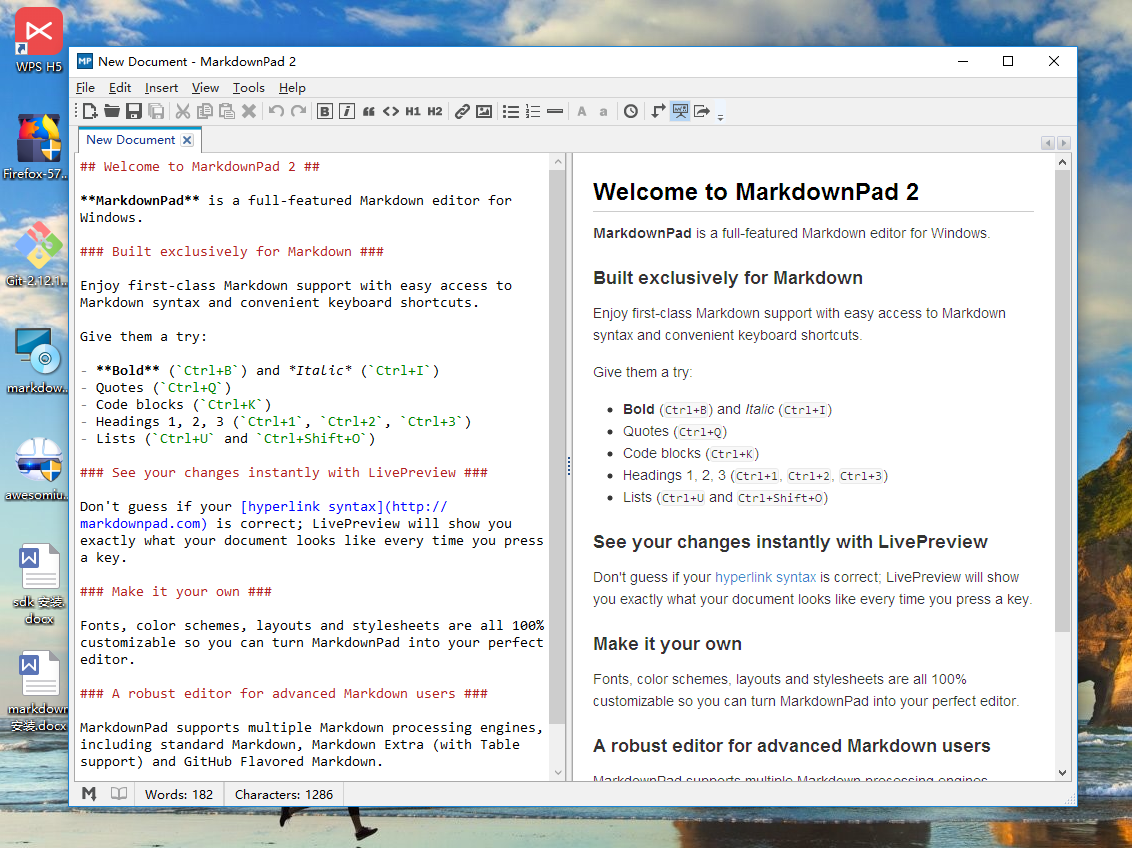 WPS H5
Firefox-57...
Git-2.12.1...
markdow...
awesomiu...
sdk 安装.
docx
markdown
安装.docx
MP New Document - MarkdownPad 2
File Edit Insert View Tools Help
B i H1 H2 A a
New Document
## Welcome to MarkdownPad 2 ##
**MarkdownPad** is a full-featured Markdown editor for
Windows.
### Built exclusively for Markdown ###
Enjoy first-class Markdown support with easy access to
Markdown syntax and convenient keyboard shortcuts.
Give them a try:
- **Bold** (`Ctrl+B`) and *Italic* (`Ctrl+I`)
- Quotes (`Ctrl+Q`)
- Code blocks (`Ctrl+K`)
- Headings 1, 2, 3 (`Ctrl+1`, `Ctrl+2`, `Ctrl+3`)
- Lists (`Ctrl+U` and `Ctrl+Shift+O`)
### See your changes instantly with LivePreview ###
Don't guess if your [hyperlink syntax](http://
markdownpad.com) is correct; LivePreview will show you
exactly what your document looks like every time you press
a key.
### Make it your own ###
Fonts, color schemes, layouts and stylesheets are all 100%
customizable so you can turn MarkdownPad into your perfect
editor.
### A robust editor for advanced Markdown users ###
MarkdownPad supports multiple Markdown processing engines,
including standard Markdown, Markdown Extra (with Table
support) and GitHub Flavored Markdown.
Welcome to MarkdownPad 2
MarkdownPad is a full-featured Markdown editor for Windows.
Built exclusively for Markdown
Enjoy first-class Markdown support with easy access to Markdown
syntax and convenient keyboard shortcuts.
Give them a try:
• Bold (Ctrl+B) and Italic (Ctrl+I)
• Quotes (Ctrl+Q)
• Code blocks (Ctrl+K)
• Headings 1, 2, 3 (Ctrl+1, Ctrl+2, Ctrl+3)
• Lists (Ctrl+U and Ctrl+Shift+O)
See your changes instantly with LivePreview
Don't guess if your hyperlink syntax is correct; LivePreview will show
you exactly what your document looks like every time you press a key.
Make it your own
Fonts, color schemes, layouts and stylesheets are all 100%
customizable so you can turn MarkdownPad into your perfect editor.
A robust editor for advanced Markdown users
MarkdownPad supports multiple Markdown processing engines,
Words: 182 Characters: 1286